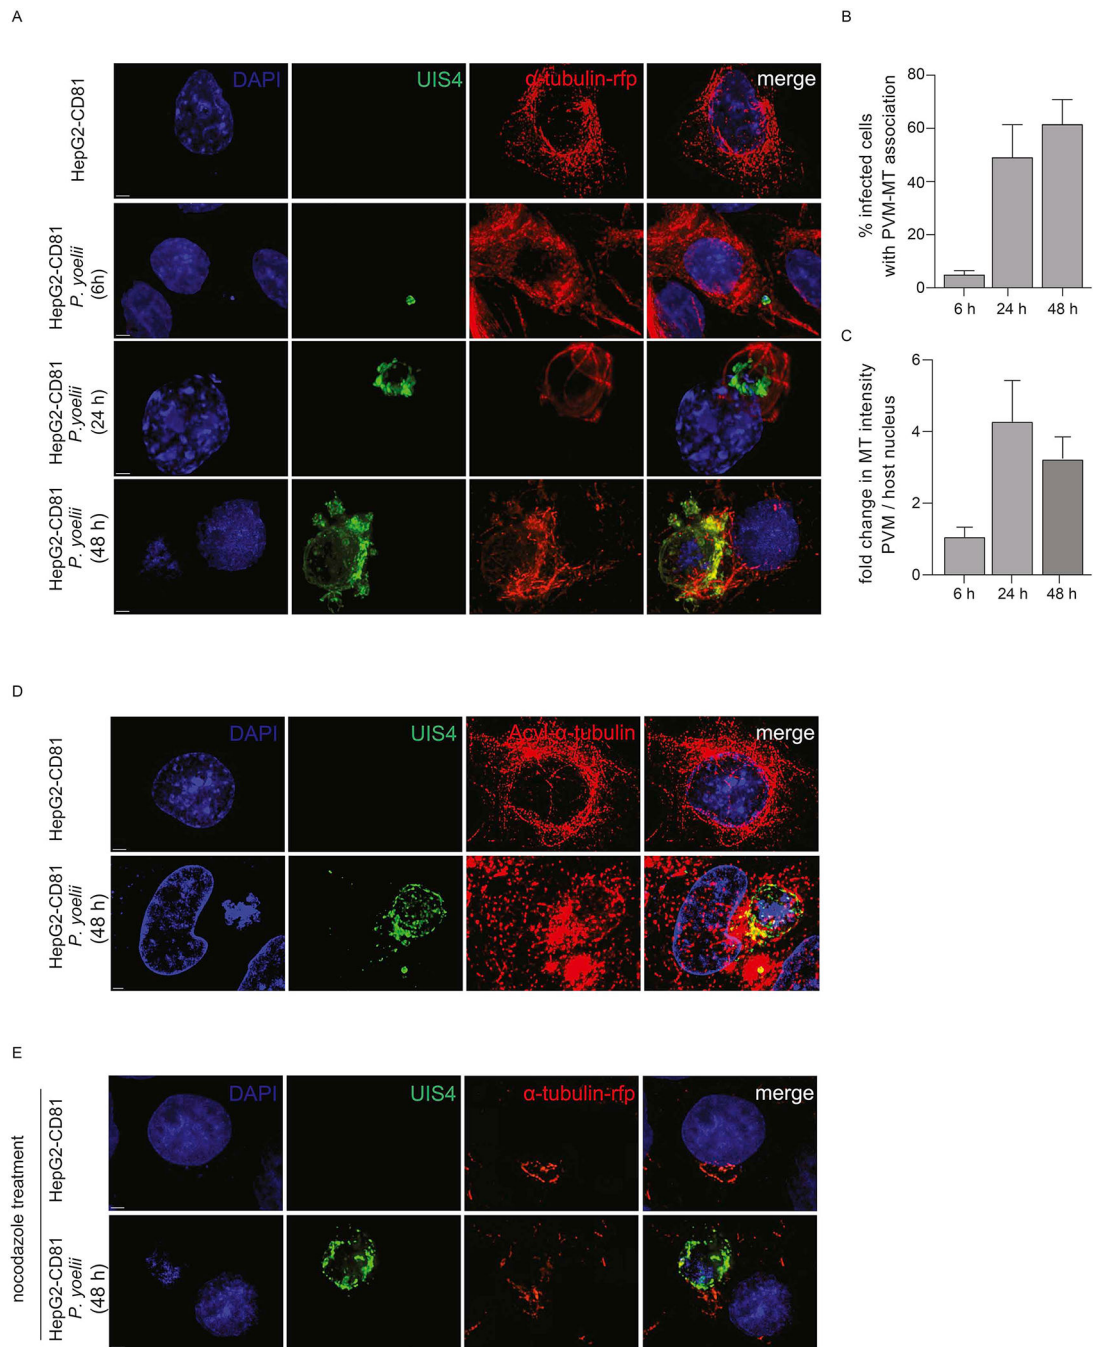 A
B
DAPI
UIS4
α-tubulin-rfp
merge
HepG2-CD81
HepG2-CD81
P. yoelii
(6h)
HepG2-CD81
P.yoelii
(24 h)
HepG2-CD81
P. yoelii
(48 h)
% infected cells
with PVM-MT association
80
60
40
20
0
6 h
24 h
48 h
C
fold change in MT intensity
PVM / host nucleus
6
4
2
0
6 h
24 h
48 h
D
DAPI
UIS4
Acyl-α-tubulin
merge
HepG2-CD81
HepG2-CD81
P. yoelii
(48 h)
E
DAPI
UIS4
α-tubulin-rfp
merge
nocodazole treatment
HepG2-CD81
HepG2-CD81
P. yoelii
(48 h)